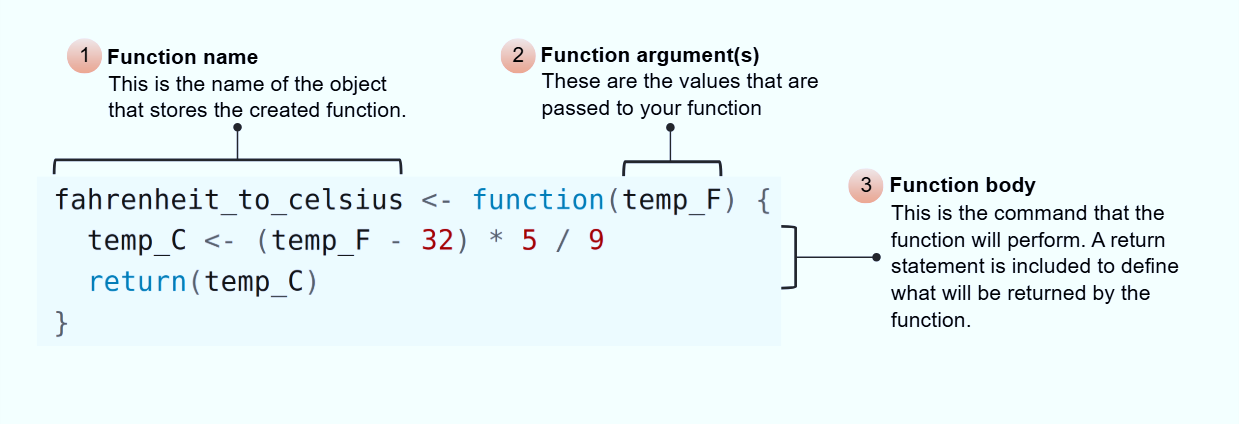 1 Function name
This is the name of the object
that stores the created function.
2 Function argument(s)
These are the values that are
passed to your function
fahrenheit_to_celsius <- function(temp_F) {
  temp_C <- (temp_F - 32) * 5 / 9
  return(temp_C)
}
3 Function body
This is the command that the
function will perform. A return
statement is included to define
what will be returned by the
function.